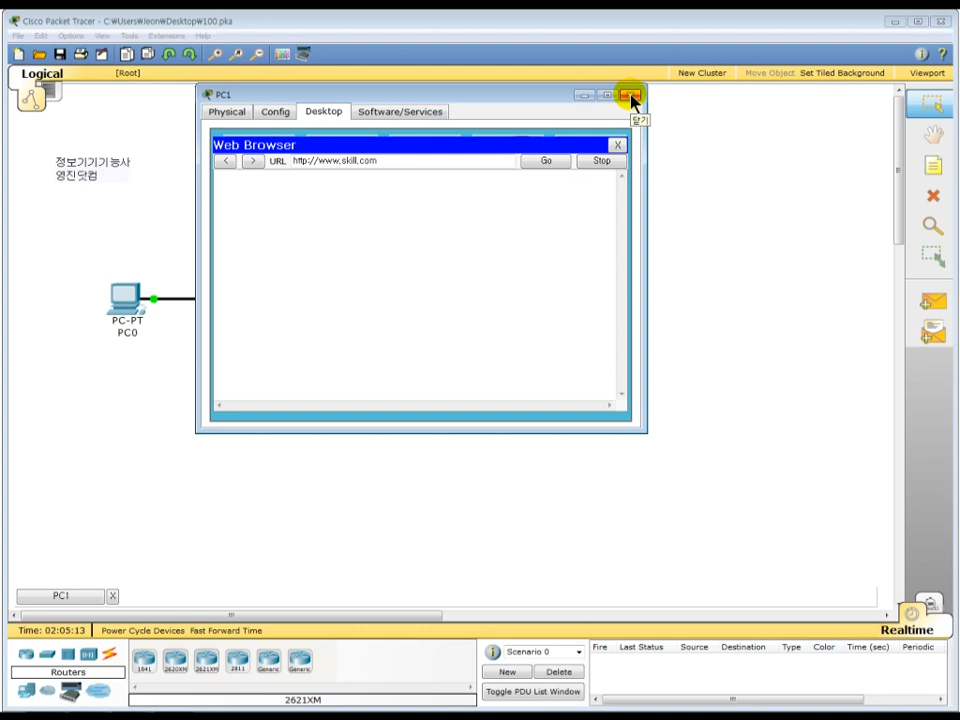 Cisco Packet Tracer - C:\Users\Jeon\Desktop\100.pka
File Edit Options View Tools Extensions Help
Logical
[Root]
New Cluster
Move Object
Set Tiled Background
Viewport
정보기기기능사
영진닷컴
PC-PT
PC0
PC1
Physical
Config
Desktop
Software/Services
닫기
Web Browser
X
<
>
URL
http://www.skill.com
Go
Stop
PC1
X
Time: 02:05:13
Power Cycle Devices Fast Forward Time
Realtime
Routers
1841
2620XM
2621XM
2811
Generic
Generic
2621XM
Scenario 0
New
Delete
Toggle PDU List Window
Fire
Last Status
Source
Destination
Type
Color
Time (sec)
Periodic